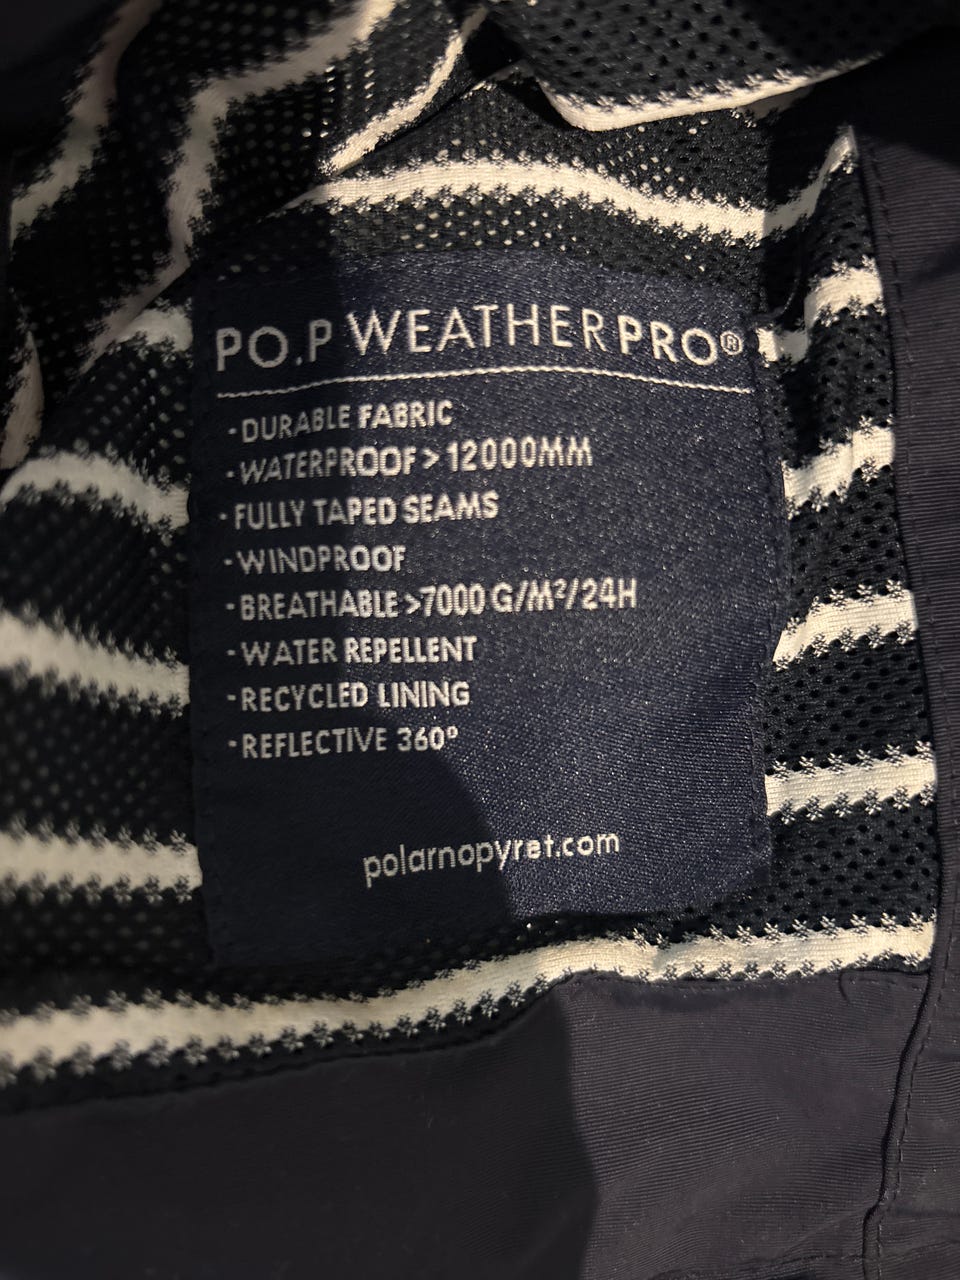 PO.P WEATHERPRO®
·DURABLE FABRIC
·WATERPROOF>12000MM
·FULLY TAPED SEAMS
·WINDPROOF
·BREATHABLE>7000 G/M²/24H
·WATER REPELLENT
·RECYCLED LINING
·REFLECTIVE 360°
polarnopyret.com